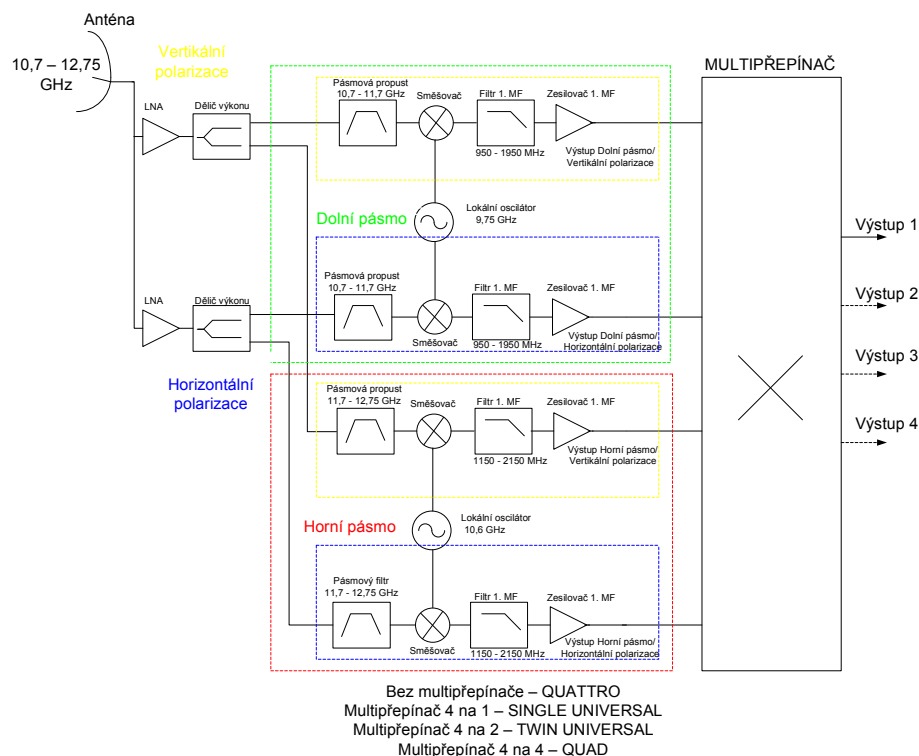 Anténa
10,7 – 12,75
GHz
Vertikální
polarizace
LNA
Dělič výkonu
Pásmová propust
10,7 - 11,7 GHz
Směšovač
Filtr 1. MF
950 - 1950 MHz
Zesilovač 1. MF
Výstup Dolní pásmo/
Vertikální polarizace
MULTIPŘEPÍNAČ
Dolní pásmo
Lokální oscilátor
9,75 GHz
LNA
Dělič výkonu
Pásmová propust
10,7 - 11,7 GHz
Směšovač
Filtr 1. MF
950 - 1950 MHz
Zesilovač 1. MF
Výstup Dolní pásmo/
Horizontální polarizace
Horizontální
polarizace
Výstup 1
Výstup 2
Výstup 3
Výstup 4
Pásmová propust
11,7 - 12,75 GHz
Směšovač
Filtr 1. MF
1150 - 2150 MHz
Zesilovač 1. MF
Výstup Horní pásmo/
Vertikální polarizace
Horní pásmo
Lokální oscilátor
10,6 GHz
Pásmový filtr
11,7 - 12,75 GHz
Směšovač
Filtr 1. MF
1150 - 2150 MHz
Zesilovač 1. MF
Výstup Horní pásmo/
Horizontální polarizace
Bez multipřepínače – QUATTRO
Multipřepínač 4 na 1 – SINGLE UNIVERSAL
Multipřepínač 4 na 2 – TWIN UNIVERSAL
Multipřepínač 4 na 4 – QUAD